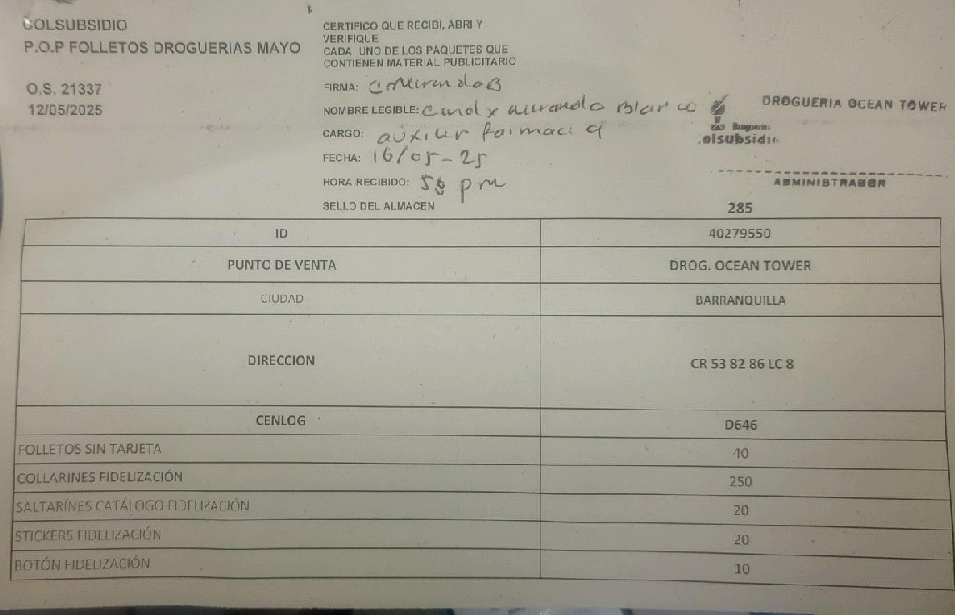 COLSUBSIDIO
P.O.P FOLLETOS DROGUERIAS MAYO
O.S. 21337
12/05/2025
CERTIFICO QUE RECIBI, ABRI Y
VERIFIQUE
CADA UNO DE LOS PAQUETES QUE
CONTIENEN MATERIAL PUBLICITARIO
FIRMA:
NOMBRE LEGIBLE:
CARGO: auxiliar farmacia
FECHA: 16/05-25
HORA RECIBIDO: pm
SELLO DEL ALMACEN
DROGUERIA OCEAN TOWER
olsubsidio
ADMINISTRADOR
285
ID 40279550
PUNTO DE VENTA DROG. OCEAN TOWER
CIUDAD BARRANQUILLA
DIRECCION CR 53 82 86 LC 8
CENLOG D646
FOLLETOS SIN TARJETA 40
COLLARINES FIDELIZACIÓN 250
SALTARÍNES CATÁLOGO FIDELIZACIÓN 20
STICKERS FIDELIZACIÓN 20
BOTÓN FIDELIZACIÓN 10